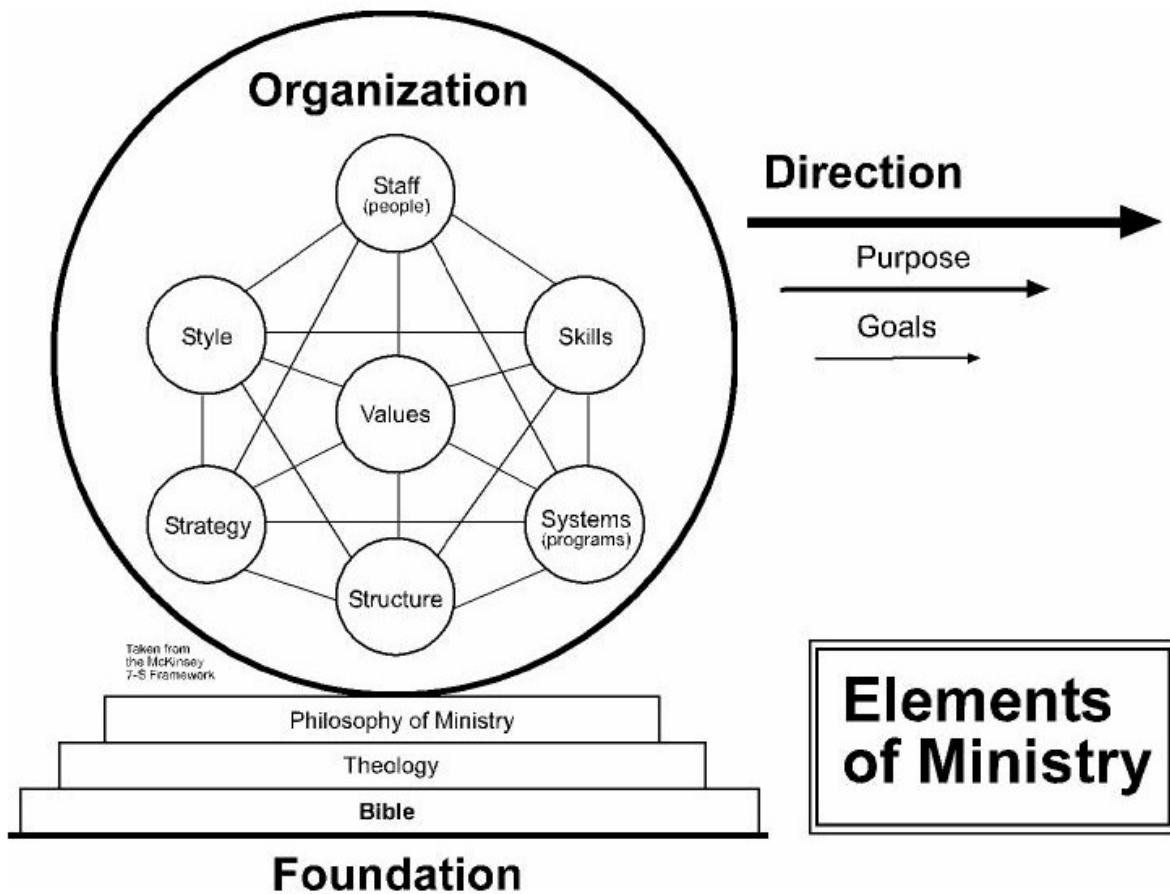 Organization
Staff
(people)
Style
Skills
Values
Strategy
Systems
(programs)
Structure
Taken from
the McKinsey
7-S Framework
Philosophy of Ministry
Theology
Bible
Foundation
Direction
Purpose
Goals
Elements
of Ministry